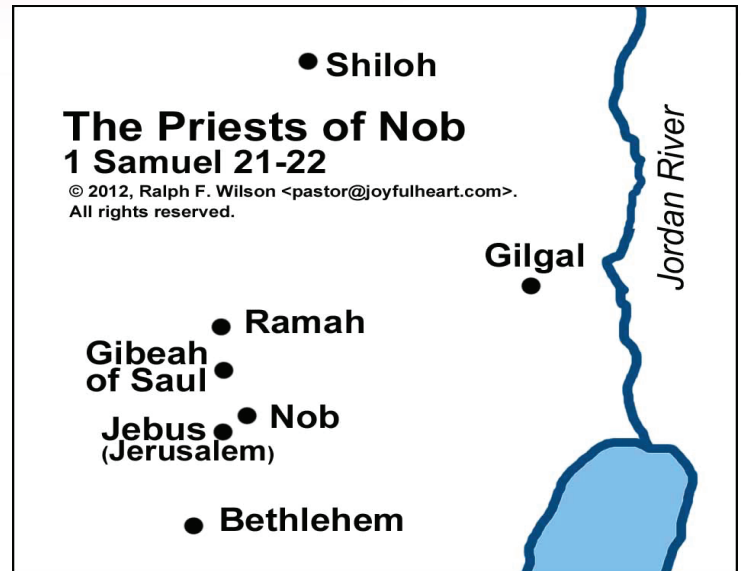 Shiloh
The Priests of Nob
1 Samuel 21-22
© 2012, Ralph F. Wilson <pastor@joyfulheart.com>.
All rights reserved.
Jordan River
Gilgal
Ramah
Gibeah
of Saul
Nob
Jebus
(Jerusalem)
Bethlehem